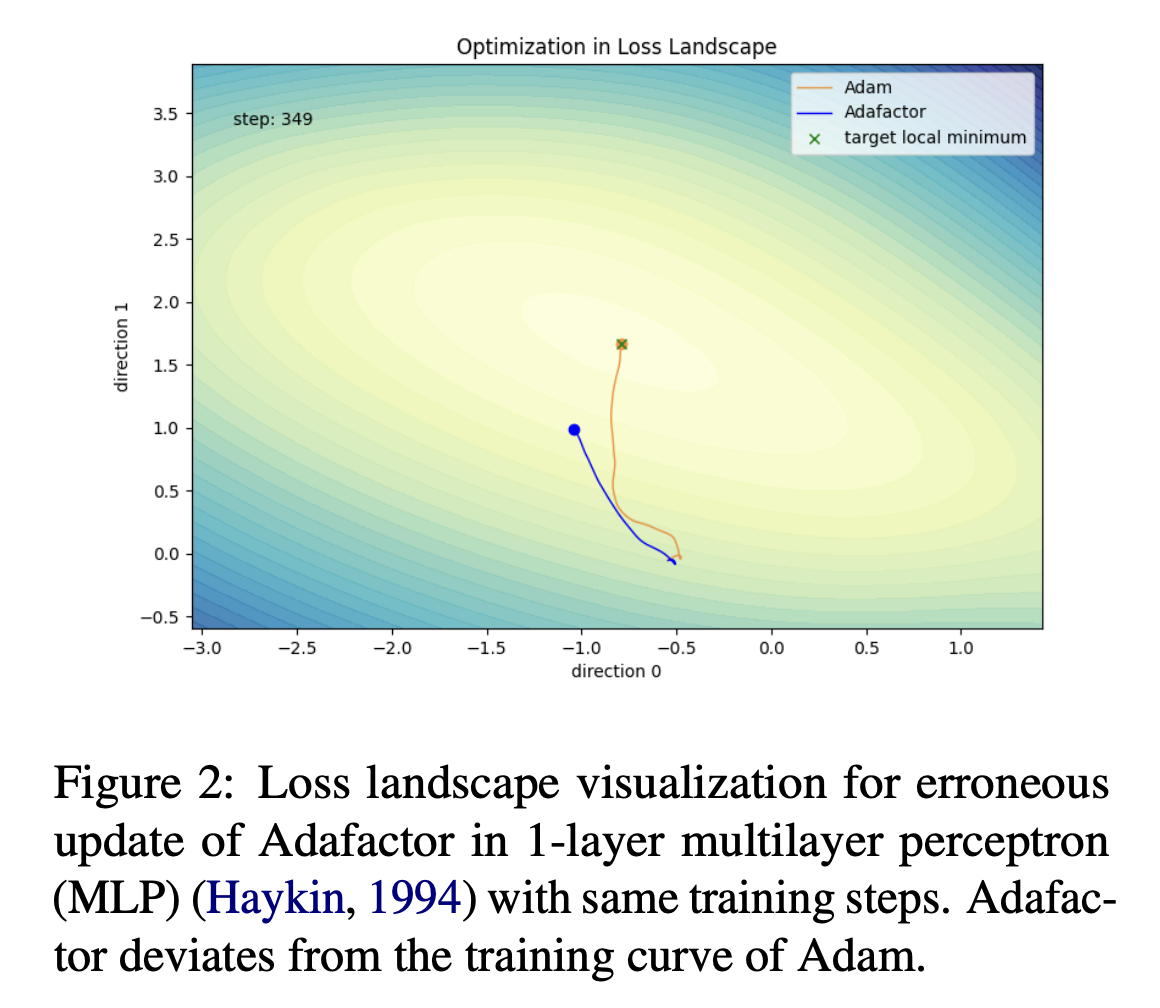 Optimization in Loss Landscape
step: 349
Adam
Adafactor
target local minimum
3.5
3.0
2.5
2.0
1.5
1.0
0.5
0.0
−0.5
direction 1
−3.0 −2.5 −2.0 −1.5 −1.0 −0.5 0.0 0.5 1.0
direction 0
Figure 2: Loss landscape visualization for erroneous
update of Adafactor in 1-layer multilayer perceptron
(MLP) (Haykin, 1994) with same training steps. Adafac-
tor deviates from the training curve of Adam.